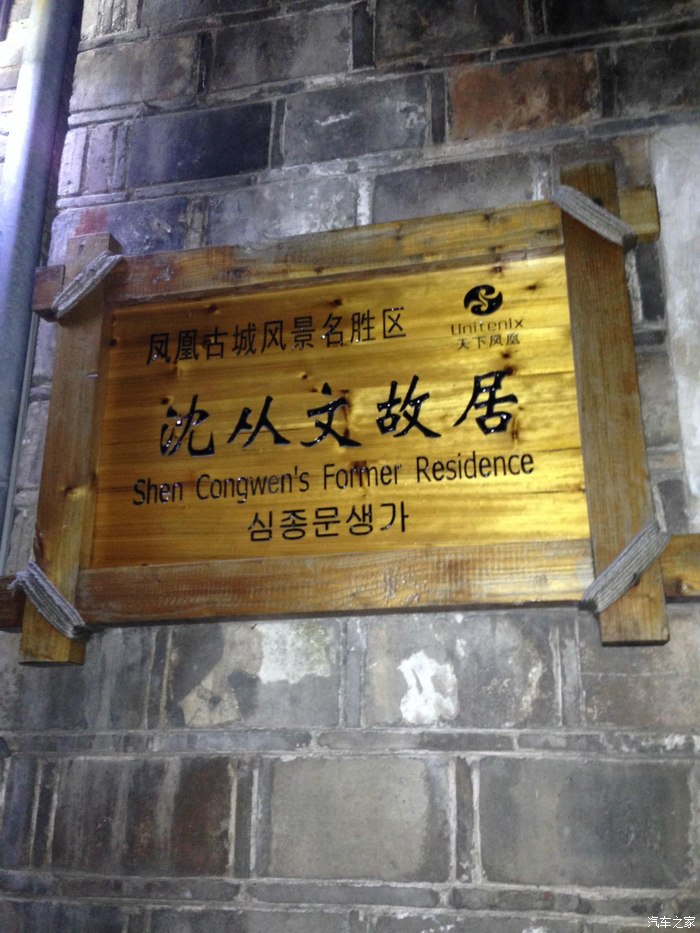 凤凰古城风景名胜区
Unitenix
天下凤凰
沈从文故居
Shen Congwen's Former Residence
심종문생가
汽车之家